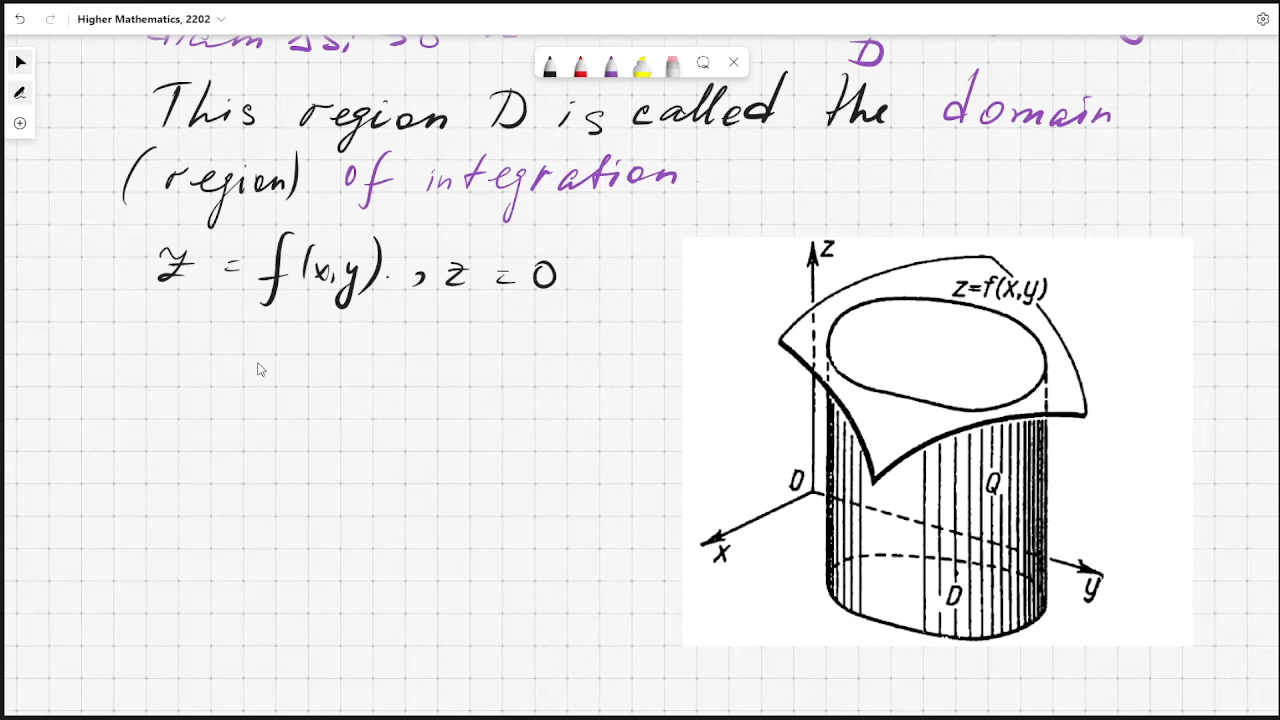 Higher Mathematics, 2202
D
This region D is called the domain
(region) of integration
z = f(x,y). , z = 0
z
z=f(x,y)
O
Q
x
D
y